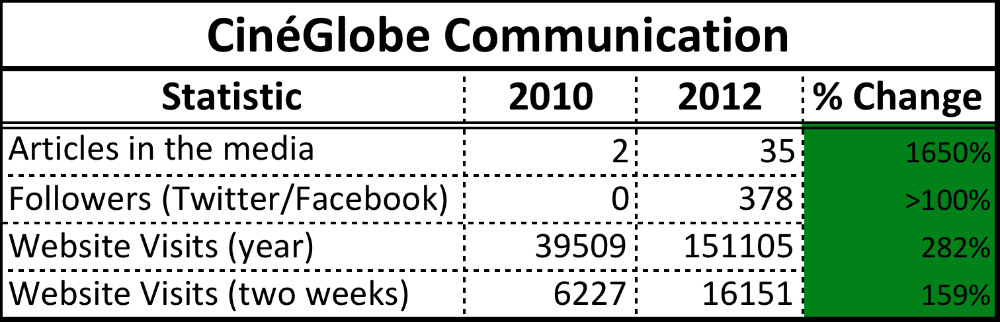 CinéGlobe Communication
Statistic 2010 2012 % Change
Articles in the media 2 35 1650%
Followers (Twitter/Facebook) 0 378 >100%
Website Visits (year) 39509 151105 282%
Website Visits (two weeks) 6227 16151 159%